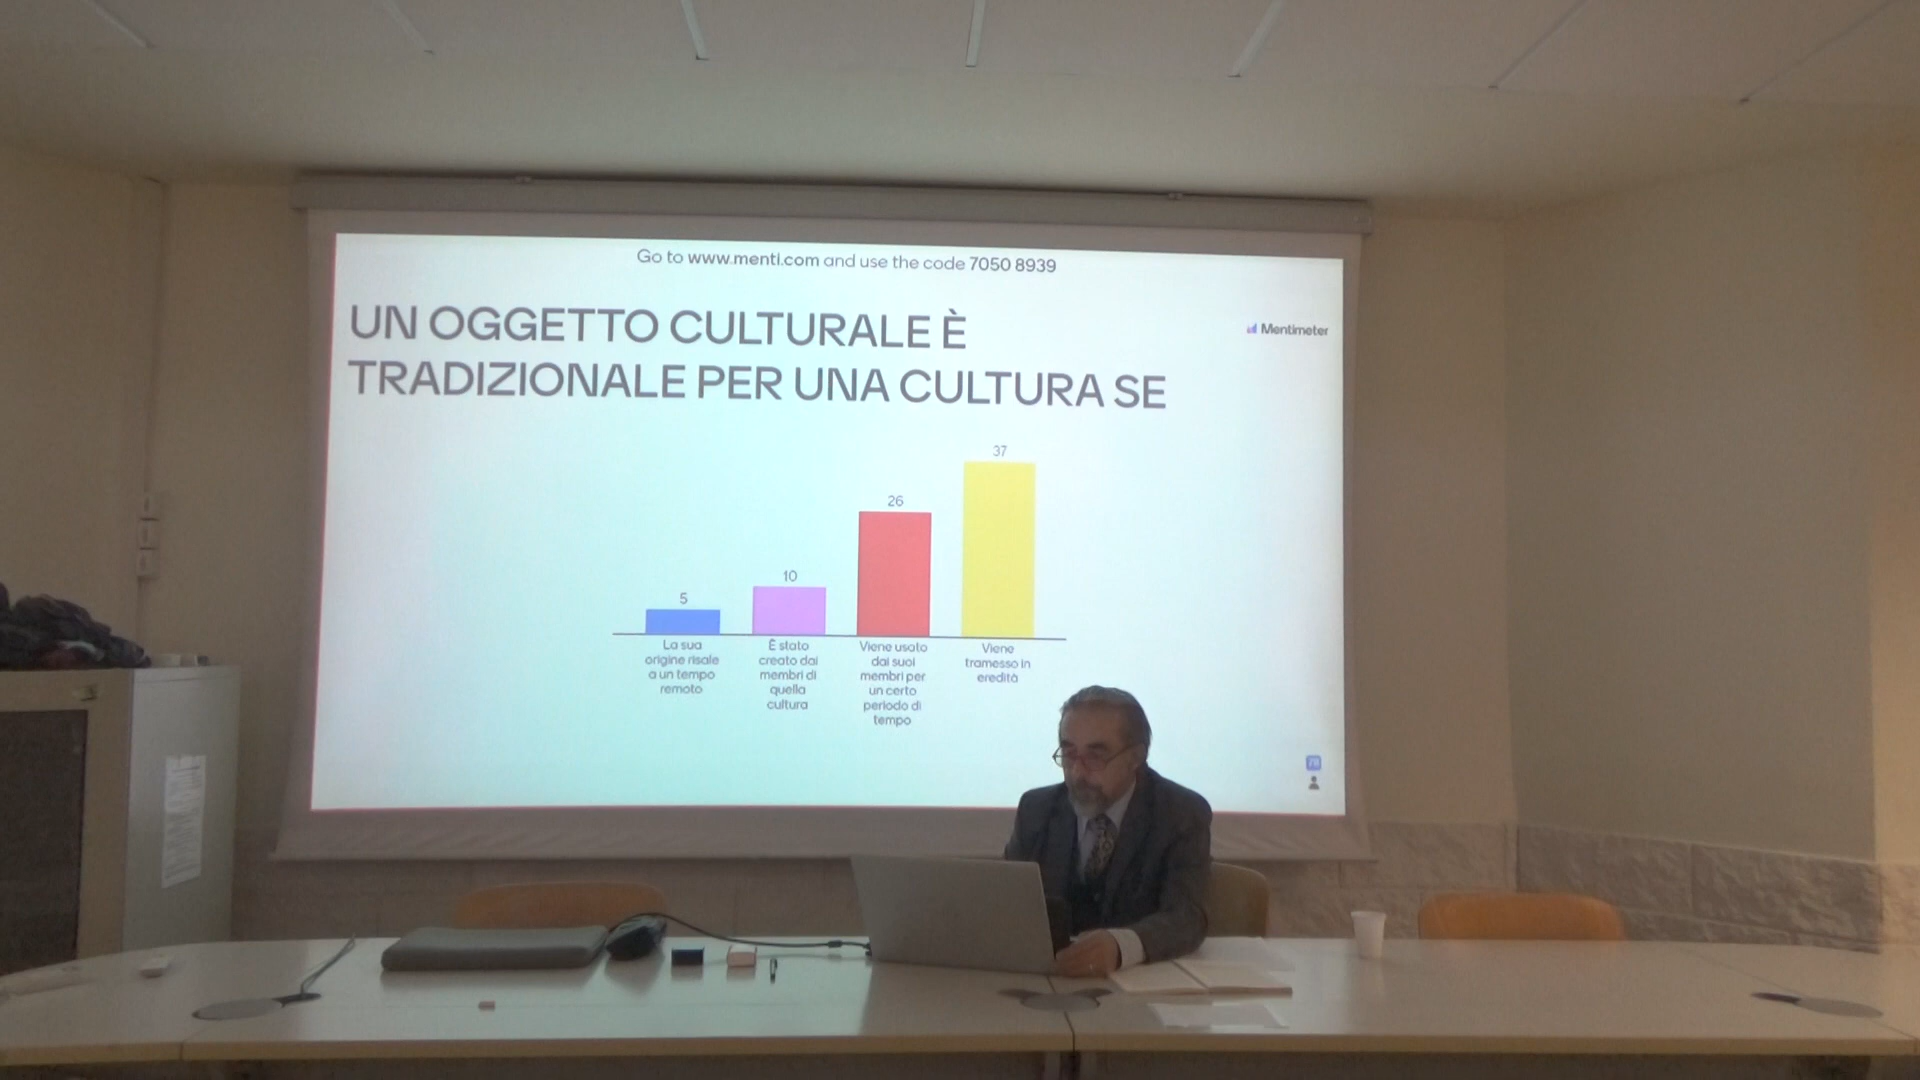 Go to www.menti.com and use the code 7050 8939
UN OGGETTO CULTURALE È
TRADIZIONALE PER UNA CULTURA SE
Mentimeter
5
La sua
origine risale
a un tempo
remoto
10
È stato
creato dai
membri di
quella
cultura
26
Viene usato
dai suoi
membri per
un certo
periodo di
tempo
37
Viene
tramesso in
eredità